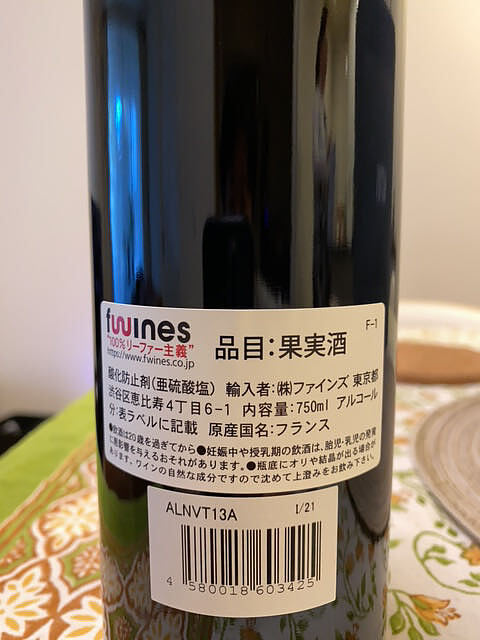 fwines
"100%リーファー主義"
https://www.fwines.co.jp
F-1
品目：果実酒
酸化防止剤(亜硫酸塩) 輸入者：(株)ファインズ 東京都
渋谷区恵比寿4丁目6-1 内容量：750ml アルコール
分：表ラベルに記載 原産国名：フランス
●飲酒は20歳を過ぎてから●妊娠中や授乳期の飲酒は、胎児・乳児の発育
に悪影響を与えるおそれがあります。●瓶底にオリや結晶が出る場合が
あります。ワインの自然な成分ですので沈めて上澄みをお飲み下さい。
ALNVT13A
I/21
4 580018 603425